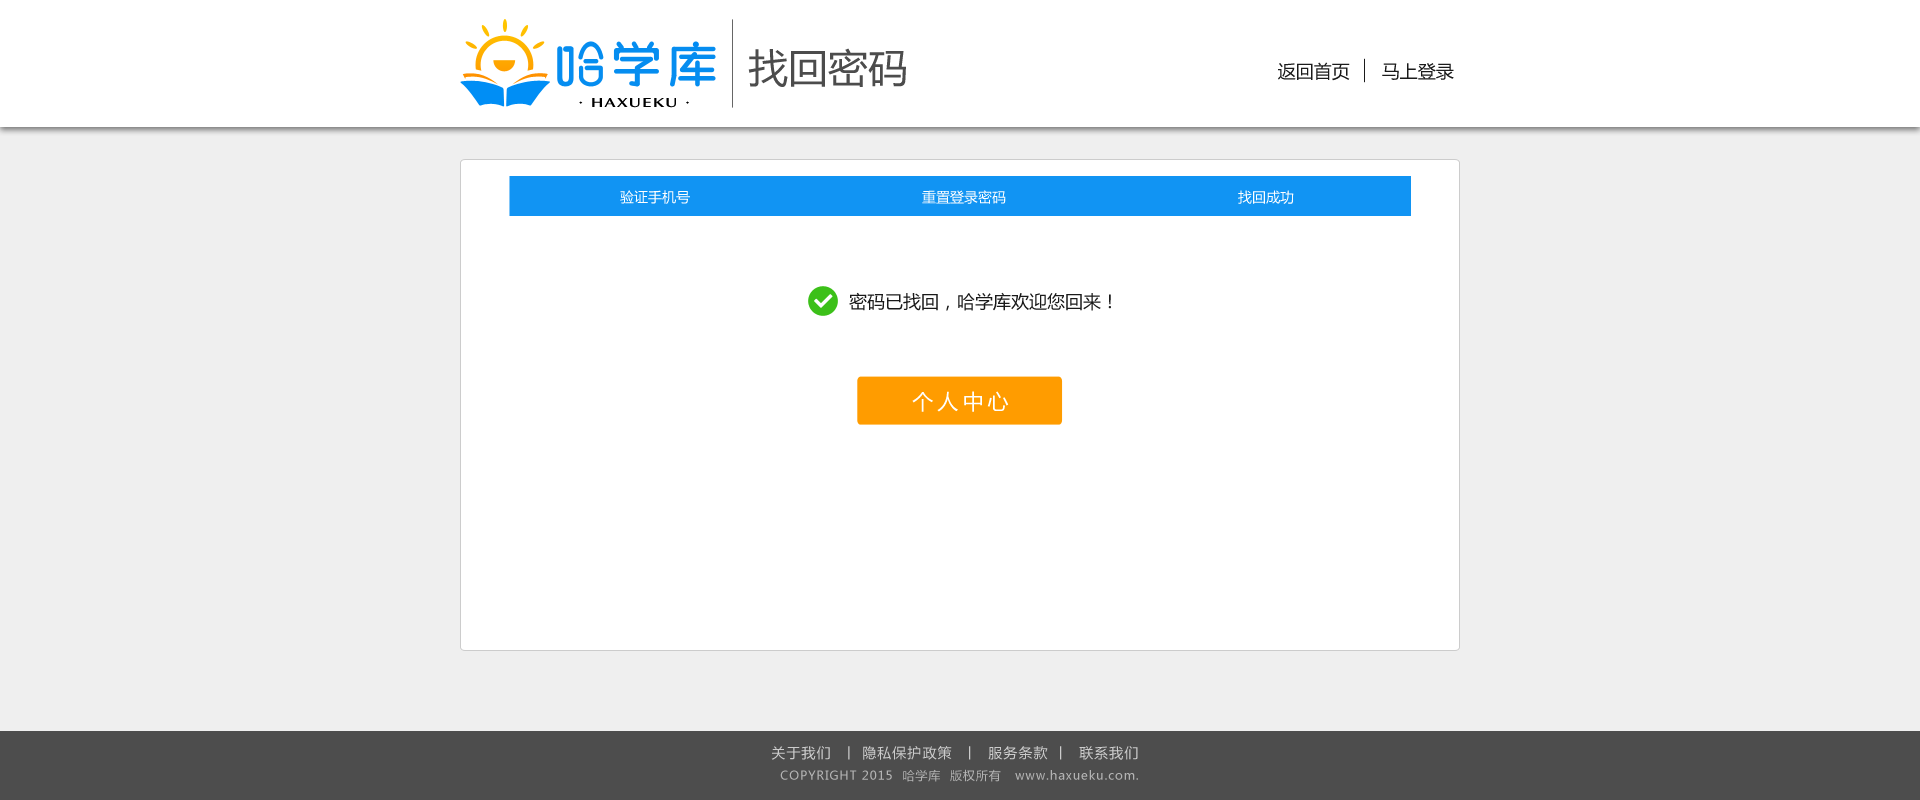 哈学库
· HAXUEKU ·
找回密码
返回首页 | 马上登录
验证手机号 重置登录密码 找回成功
密码已找回，哈学库欢迎您回来！
个人中心
关于我们 | 隐私保护政策 | 服务条款 | 联系我们
COPYRIGHT 2015 哈学库 版权所有 www.haxueku.com.